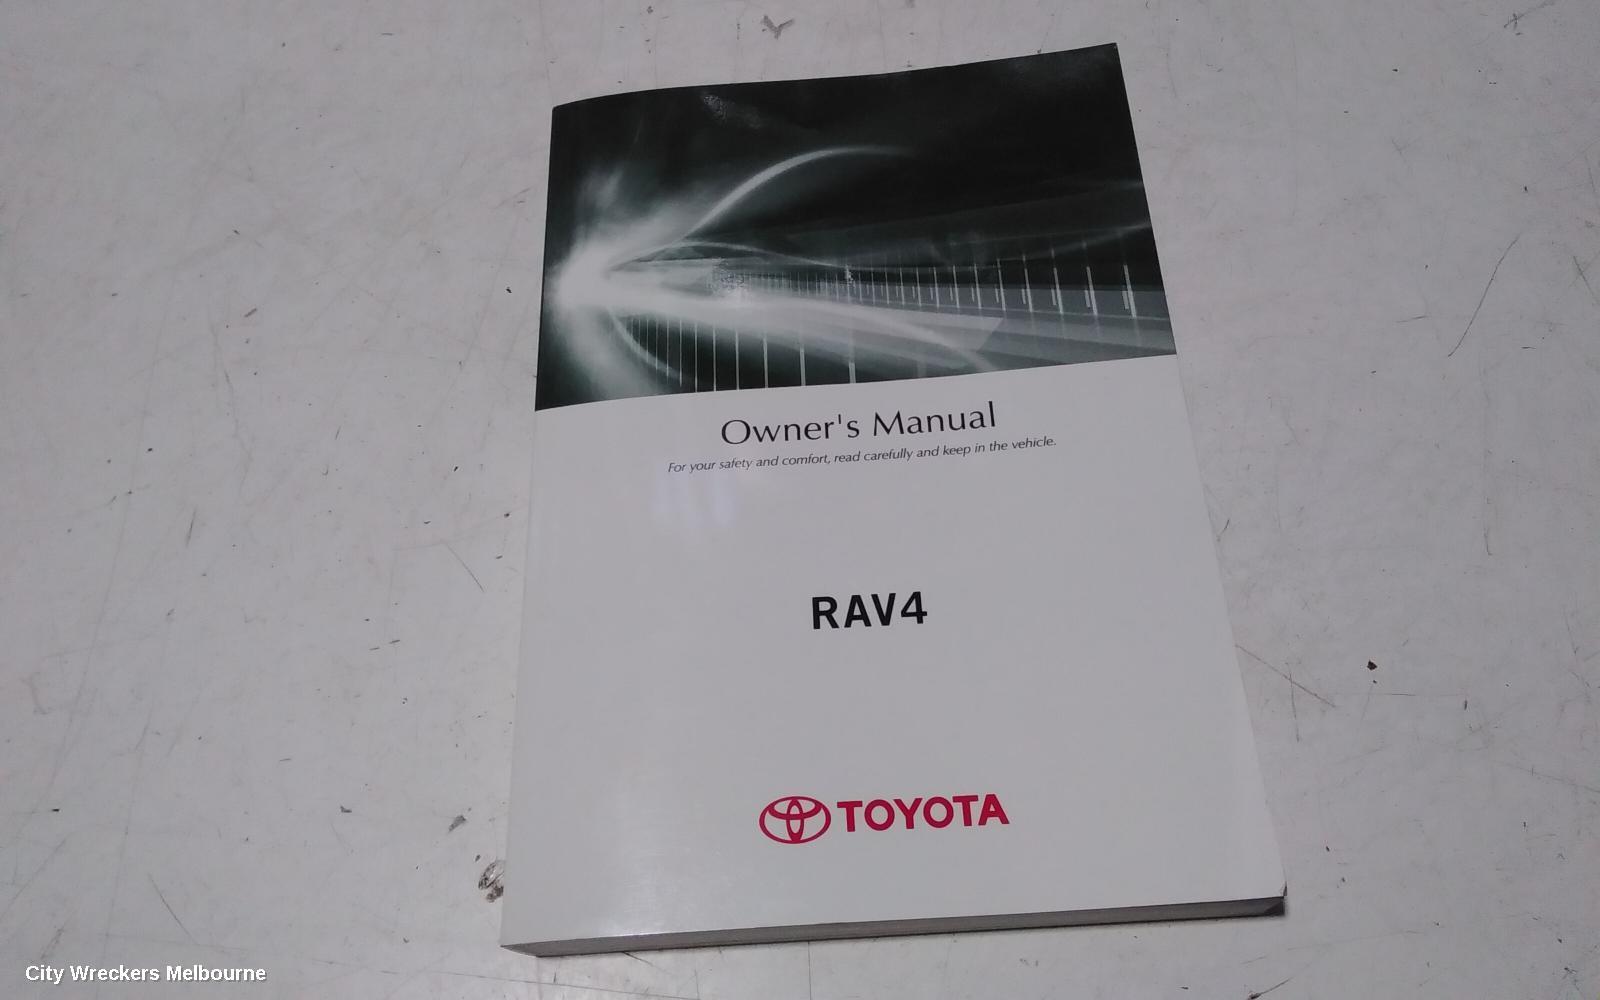 Owner's Manual
For your safety and comfort, read carefully and keep in the vehicle.
RAV4
TOYOTA
City Wreckers Melbourne